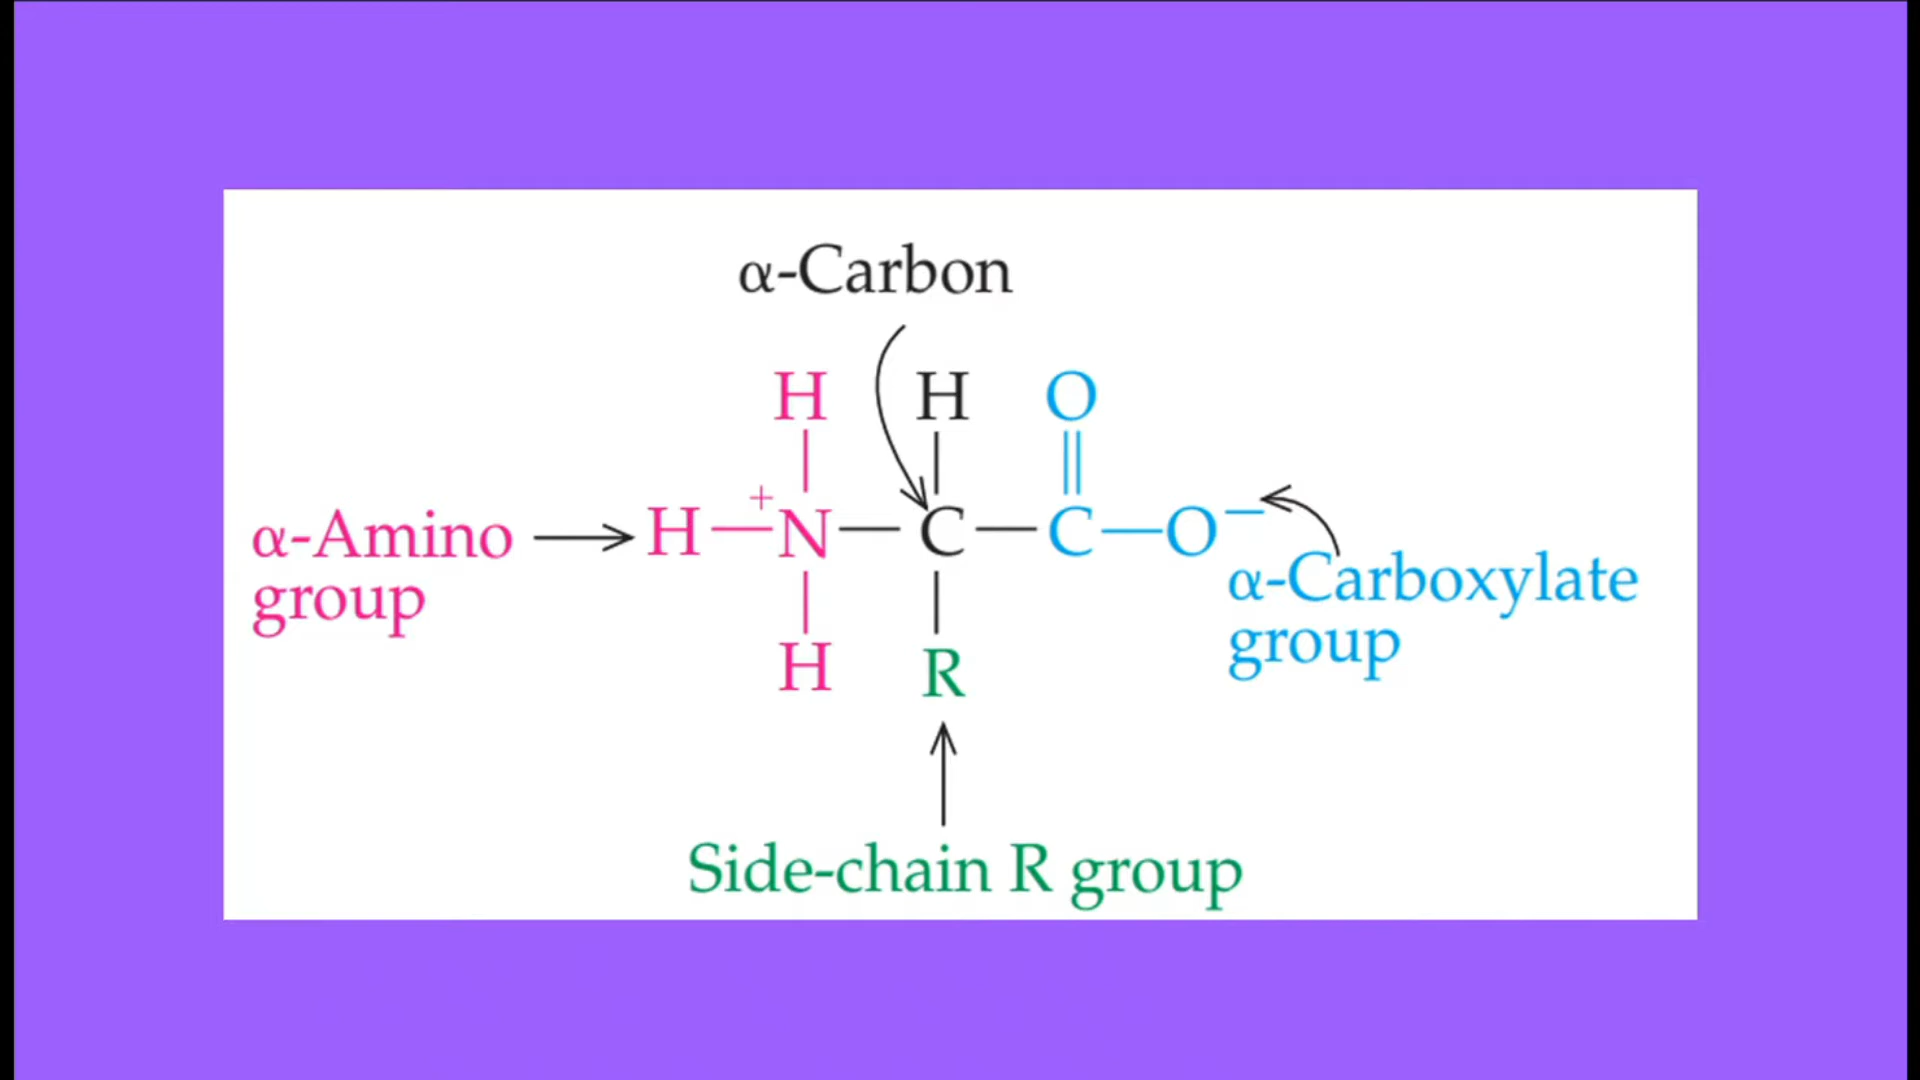 α-Carbon
H H O
α-Amino
group
H—N⁺—C—C—O⁻
α-Carboxylate
group
H R
Side-chain R group